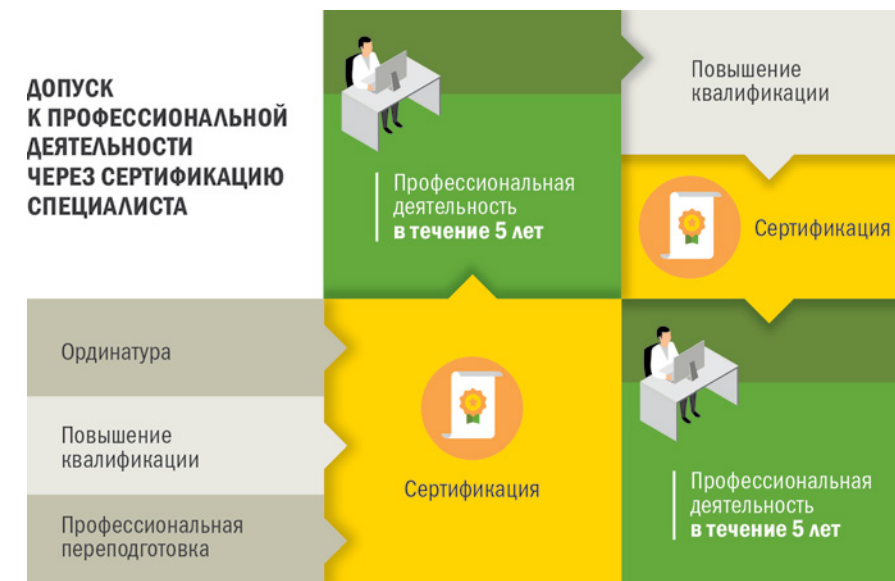 ДОПУСК
К ПРОФЕССИОНАЛЬНОЙ
ДЕЯТЕЛЬНОСТИ
ЧЕРЕЗ СЕРТИФИКАЦИЮ
СПЕЦИАЛИСТА
Профессиональная
деятельность
в течение 5 лет
Повышение
квалификации
Сертификация
Ординатура
Повышение
квалификации
Профессиональная
переподготовка
Сертификация
Профессиональная
деятельность
в течение 5 лет